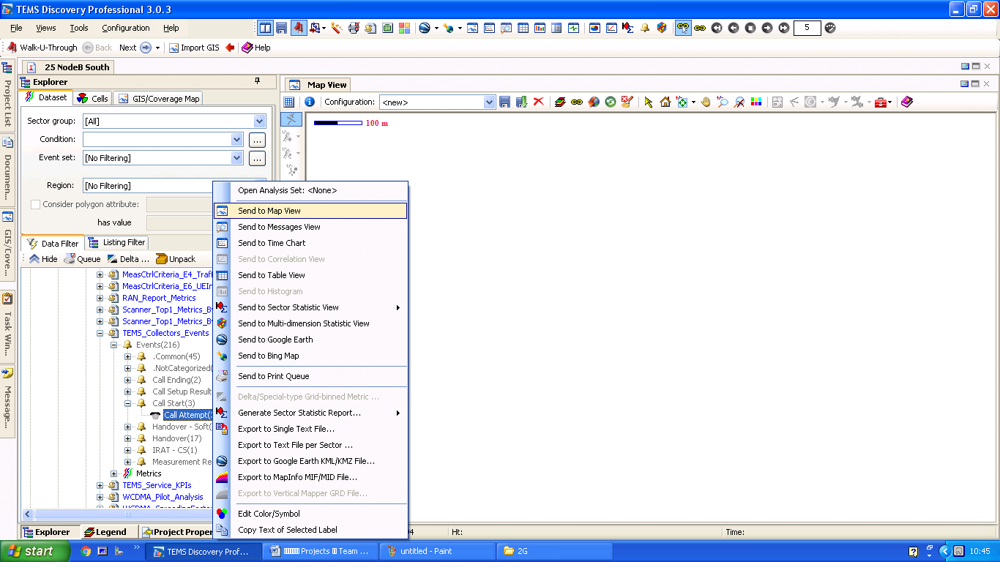 TEMS Discovery Professional 3.0.3
File Views Tools Configuration Help
5
Walk-U-Through Back Next Import GIS Help
25 NodeB South
Explorer
Dataset Cells GIS/Coverage Map
Sector group: [All]
Condition: ...
Event set: [No Filtering] ...
Region: [No Filtering]
Consider polygon attribute:
has value
Data Filter Listing Filter
Hide Queue Delta ... Unpack
MeasCtrlCriteria_E4_Traff
MeasCtrlCriteria_E6_UEIn
RAN_Report_Metrics
Scanner_Top1_Metrics_By
Scanner_Top1_Metrics_By
TEMS_Collectors_Events
Events(216)
.Common(45)
.NotCategorized(
Call Ending(2)
Call Setup Result
Call Start(3)
Call Attempt(3
Handover - Soft(
Handover(17)
IRAT - CS(1)
Measurement Re
Metrics
TEMS_Service_KPIs
WCDMA_Pilot_Analysis
WCDMA_SpreadingFactor
Explorer Legend Project Proper
Project List
Documen...
GIS/Cove...
Task Win...
Message...
Map View
Configuration: <new>
100 m
Open Analysis Set: <None>
Send to Map View
Send to Messages View
Send to Time Chart
Send to Correlation View
Send to Table View
Send to Histogram
Send to Sector Statistic View
Send to Multi-dimension Statistic View
Send to Google Earth
Send to Bing Map
Send to Print Queue
Delta/Special-type Grid-binned Metric ...
Generate Sector Statistic Report...
Export to Single Text File...
Export to Text File per Sector ...
Export to Google Earth KML/KMZ File...
Export to MapInfo MIF/MID File...
Export to Vertical Mapper GRD File...
Edit Color/Symbol
Copy Text of Selected Label
Ht: Time:
start
TEMS Discovery Prof... Projects Team ... untitled - Paint 2G
10:45